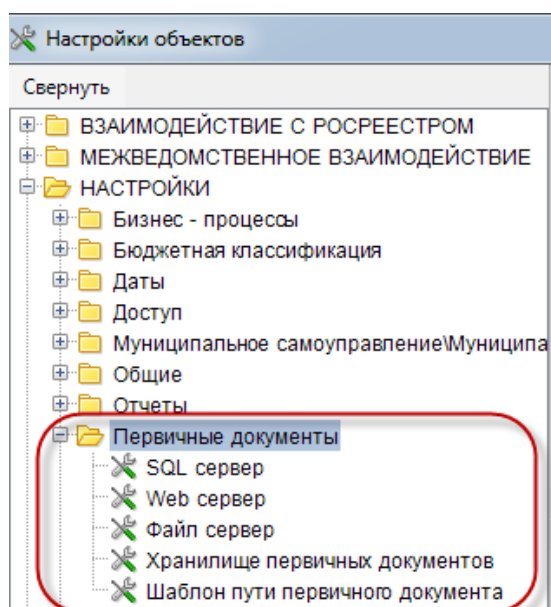 Настройки объектов
Свернуть
ВЗАИМОДЕЙСТВИЕ С РОСРЕЕСТРОМ
МЕЖВЕДОМСТВЕННОЕ ВЗАИМОДЕЙСТВИЕ
НАСТРОЙКИ
Бизнес - процессы
Бюджетная классификация
Даты
Доступ
Муниципальное самоуправление\Муниципа
Общие
Отчеты
Первичные документы
SQL сервер
Web сервер
Файл сервер
Хранилище первичных документов
Шаблон пути первичного документа